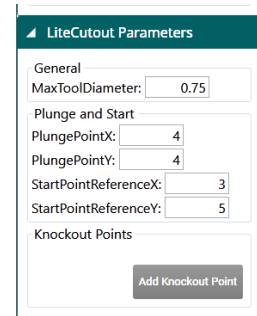 LiteCutout Parameters
General
MaxToolDiameter: 0.75
Plunge and Start
PlungePointX: 4
PlungePointY: 4
StartPointReferenceX: 3
StartPointReferenceY: 5
Knockout Points
Add Knockout Point